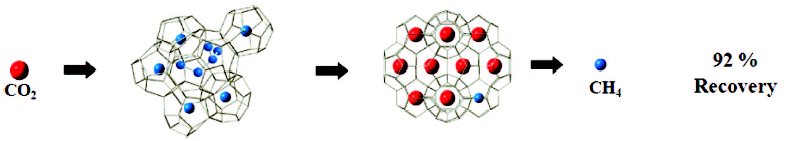 CO₂
CH₄
92 %
Recovery